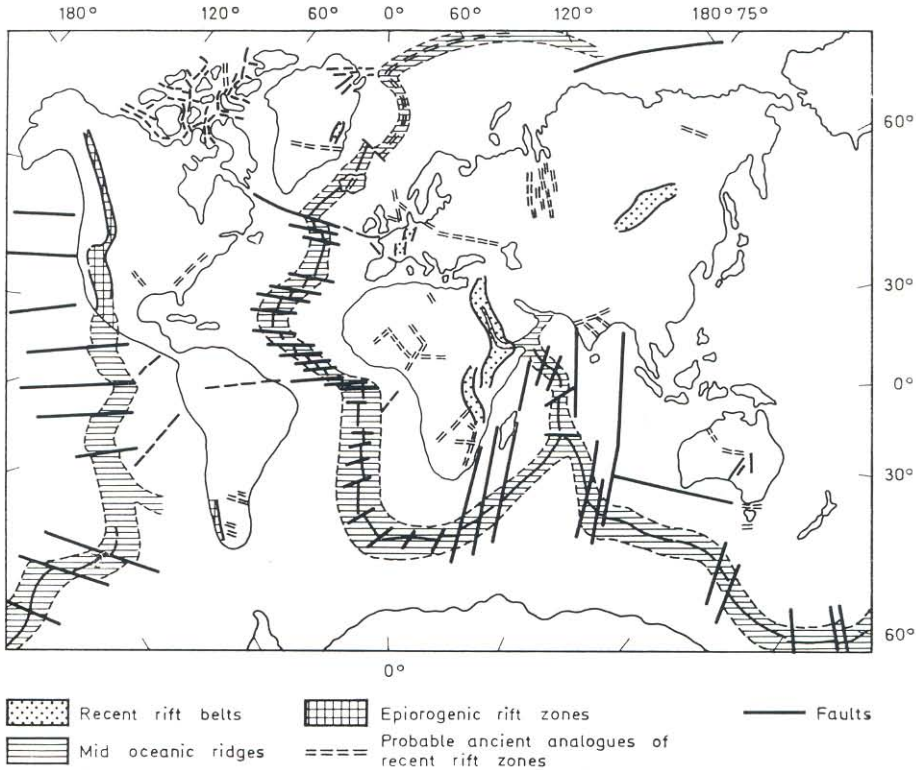 180° 120° 60° 0° 60° 120° 180° 75°
60°
30°
0°
30°
60°
0°
Recent rift belts
Epiorogenic rift zones
Faults
Mid oceanic ridges
Probable ancient analogues of
recent rift zones